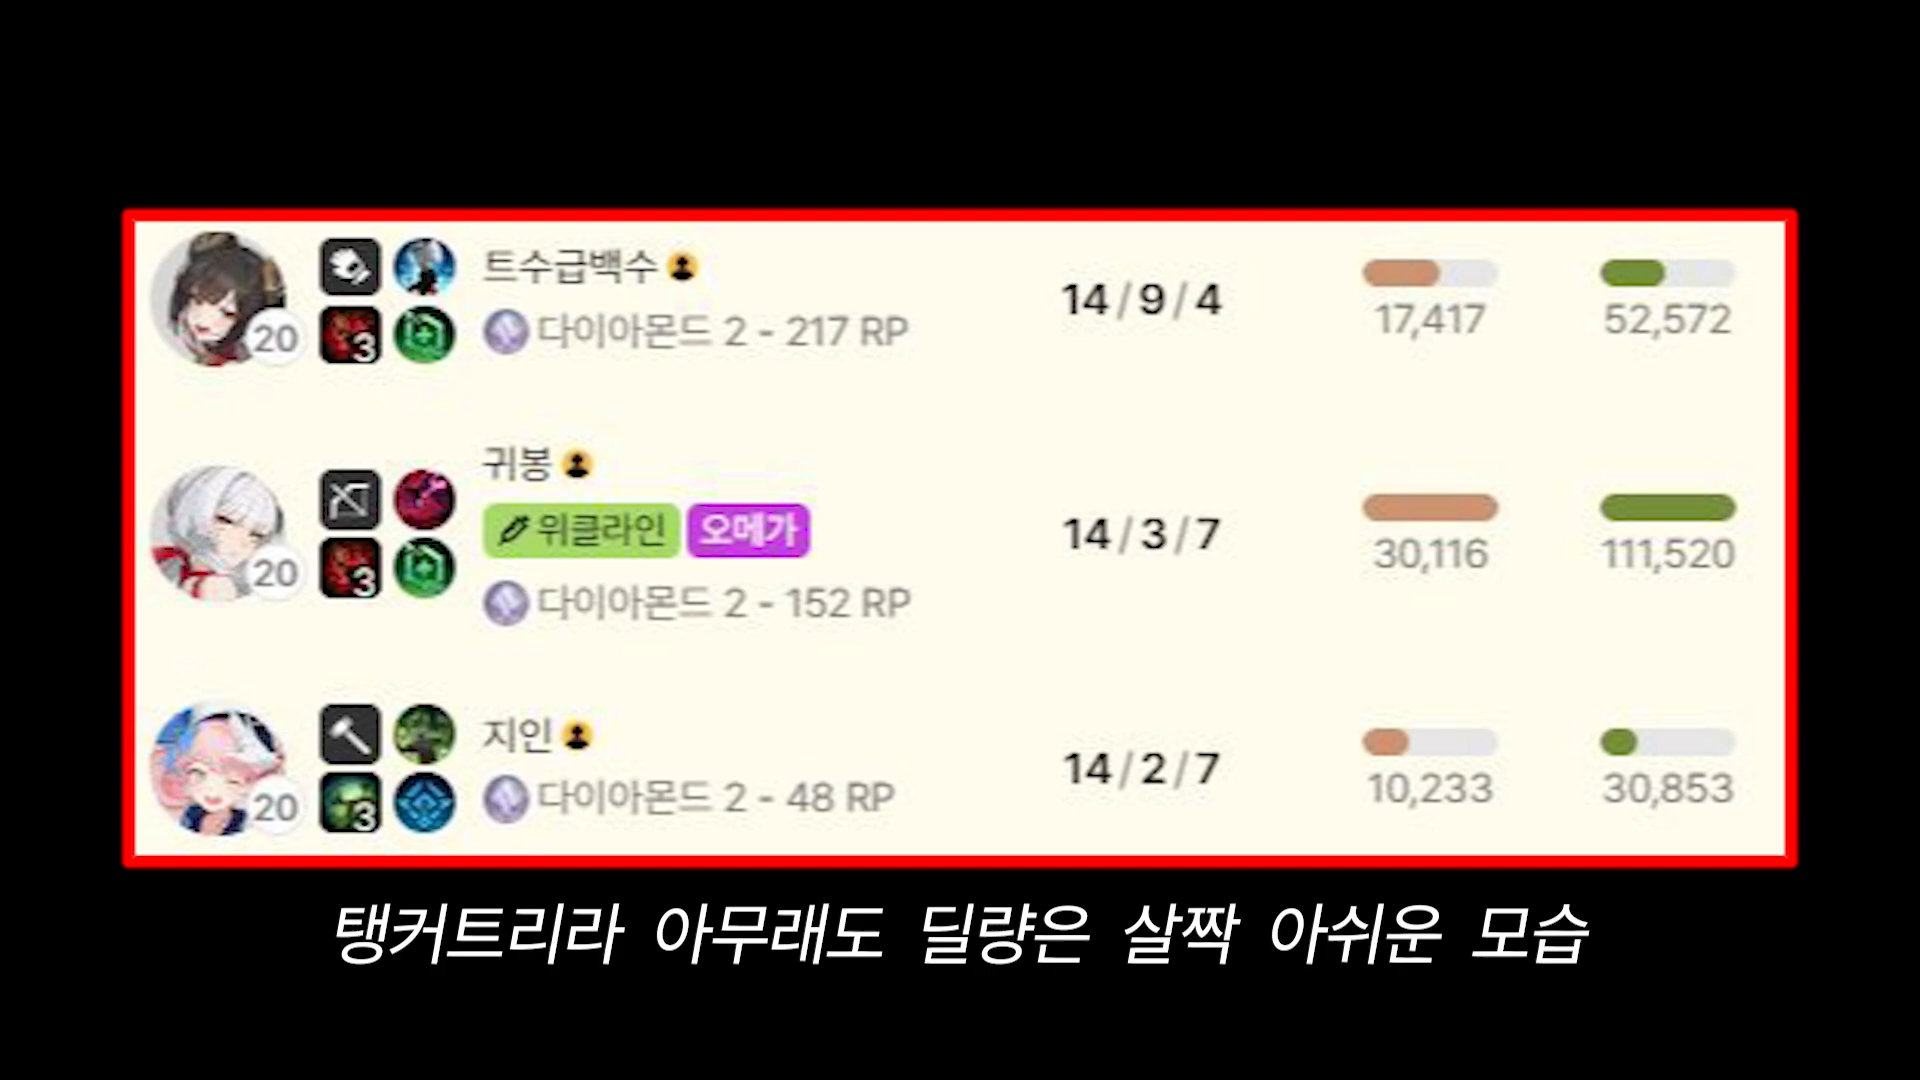 트수급백수
14/9/4
20
3
다이아몬드 2 - 217 RP
17,417
52,572
귀봉
위클라인 오메가
14/3/7
20
3
다이아몬드 2 - 152 RP
30,116
111,520
지인
14/2/7
20
3
다이아몬드 2 - 48 RP
10,233
30,853
탱커트리라 아무래도 딜량은 살짝 아쉬운 모습